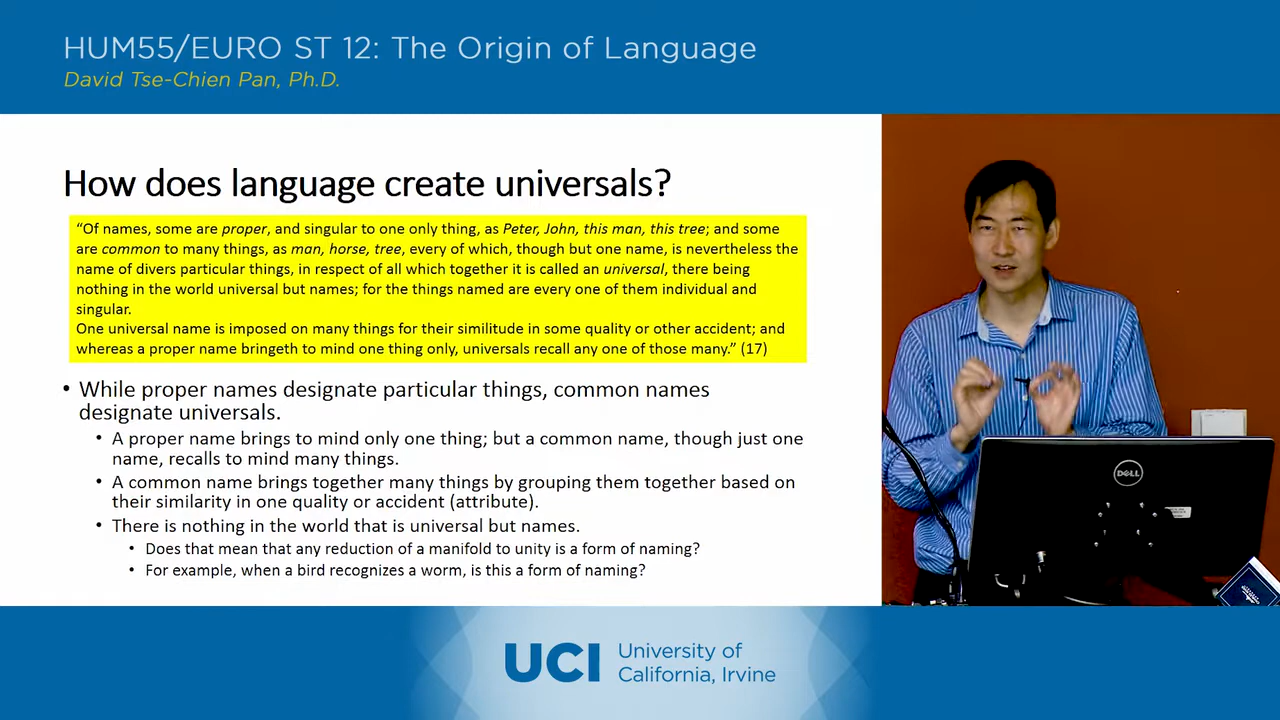 HUM55/EURO ST 12: The Origin of Language
David Tse-Chien Pan, Ph.D.
How does language create universals?
“Of names, some are proper, and singular to one only thing, as Peter, John, this man, this tree; and some
are common to many things, as man, horse, tree, every of which, though but one name, is nevertheless the
name of divers particular things, in respect of all which together it is called an universal, there being
nothing in the world universal but names; for the things named are every one of them individual and
singular.
One universal name is imposed on many things for their similitude in some quality or other accident; and
whereas a proper name bringeth to mind one thing only, universals recall any one of those many.” (17)
• While proper names designate particular things, common names
designate universals.
• A proper name brings to mind only one thing; but a common name, though just one
name, recalls to mind many things.
• A common name brings together many things by grouping them together based on
their similarity in one quality or accident (attribute).
• There is nothing in the world that is universal but names.
• Does that mean that any reduction of a manifold to unity is a form of naming?
• For example, when a bird recognizes a worm, is this a form of naming?
DELL
UCI
University of
California, Irvine